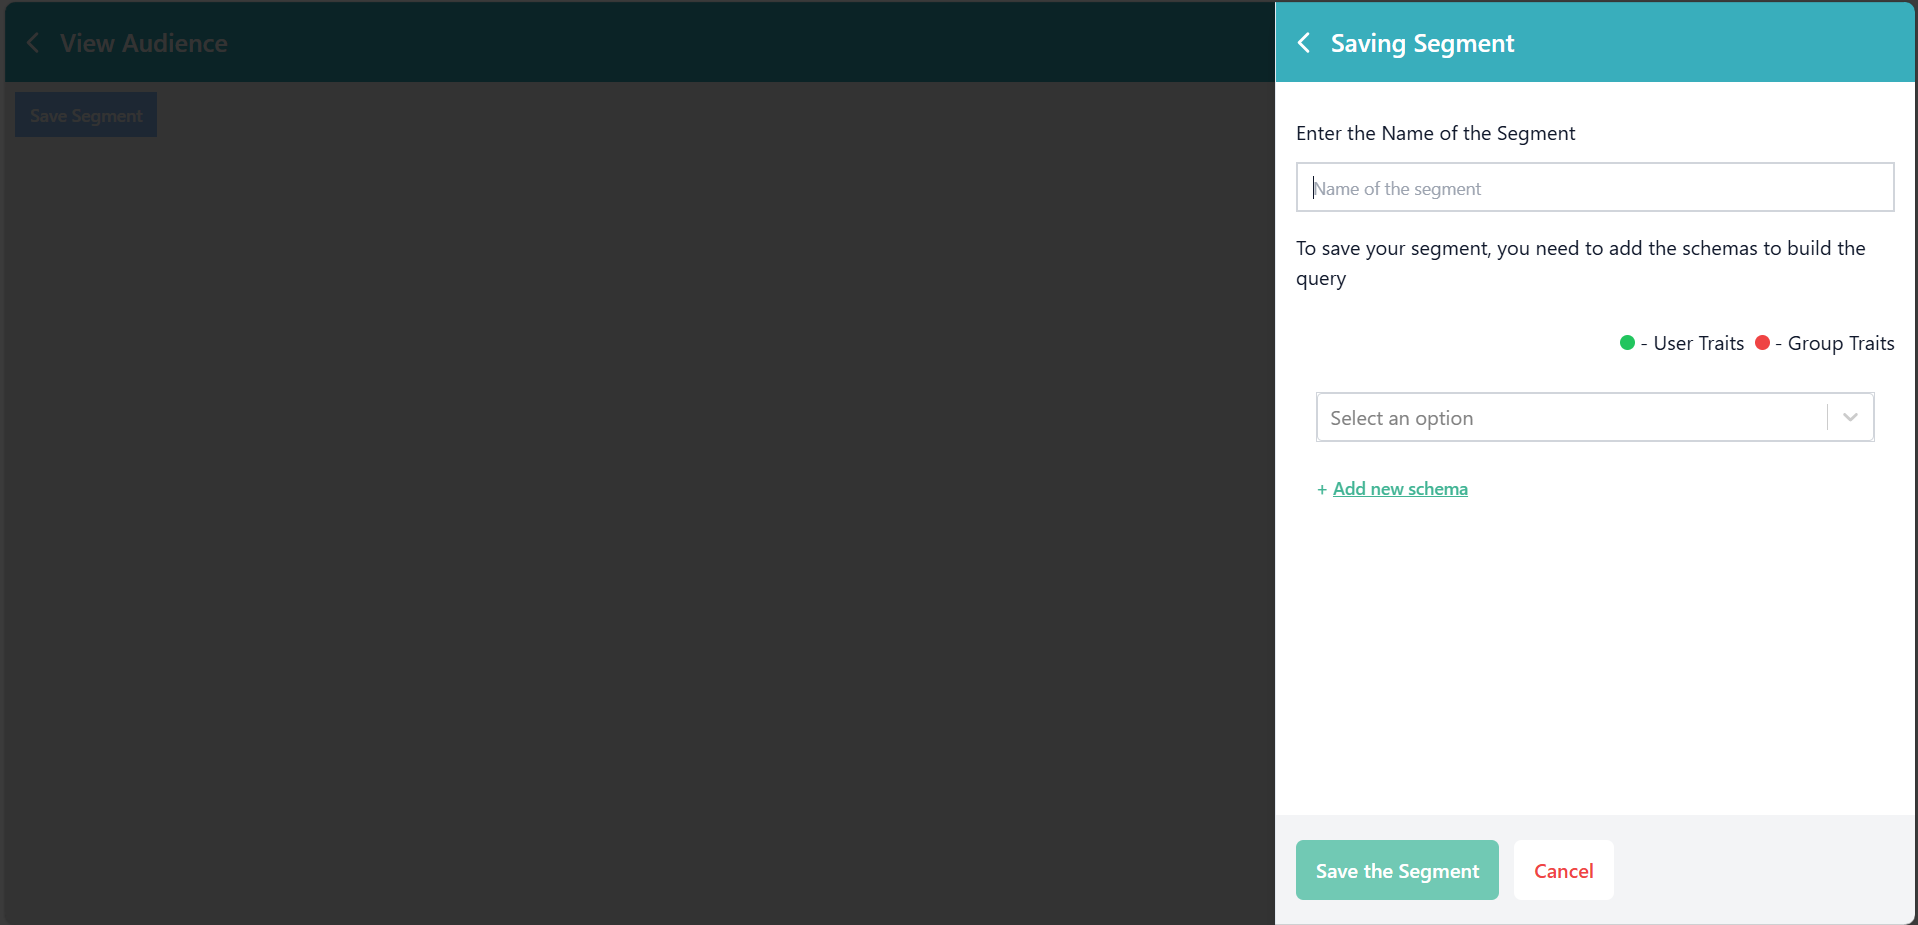 View Audience
Save Segment
Saving Segment
Enter the Name of the Segment
Name of the segment
To save your segment, you need to add the schemas to build the
query
- User Traits - Group Traits
Select an option
+ Add new schema
Save the Segment
Cancel